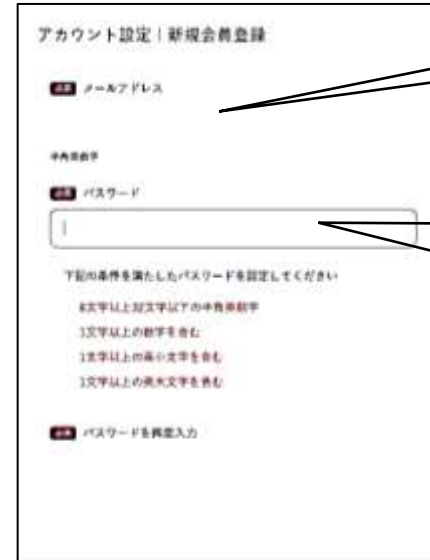 アカウント設定|新規会員登録
必須 メールアドレス
半角英数字
必須 パスワード
下記の条件を満たしたパスワードを設定してください
8文字以上32文字以下の半角英数字
1文字以上の数字を含む
1文字以上の英小文字を含む
1文字以上の英大文字を含む
必須 パスワードを再度入力